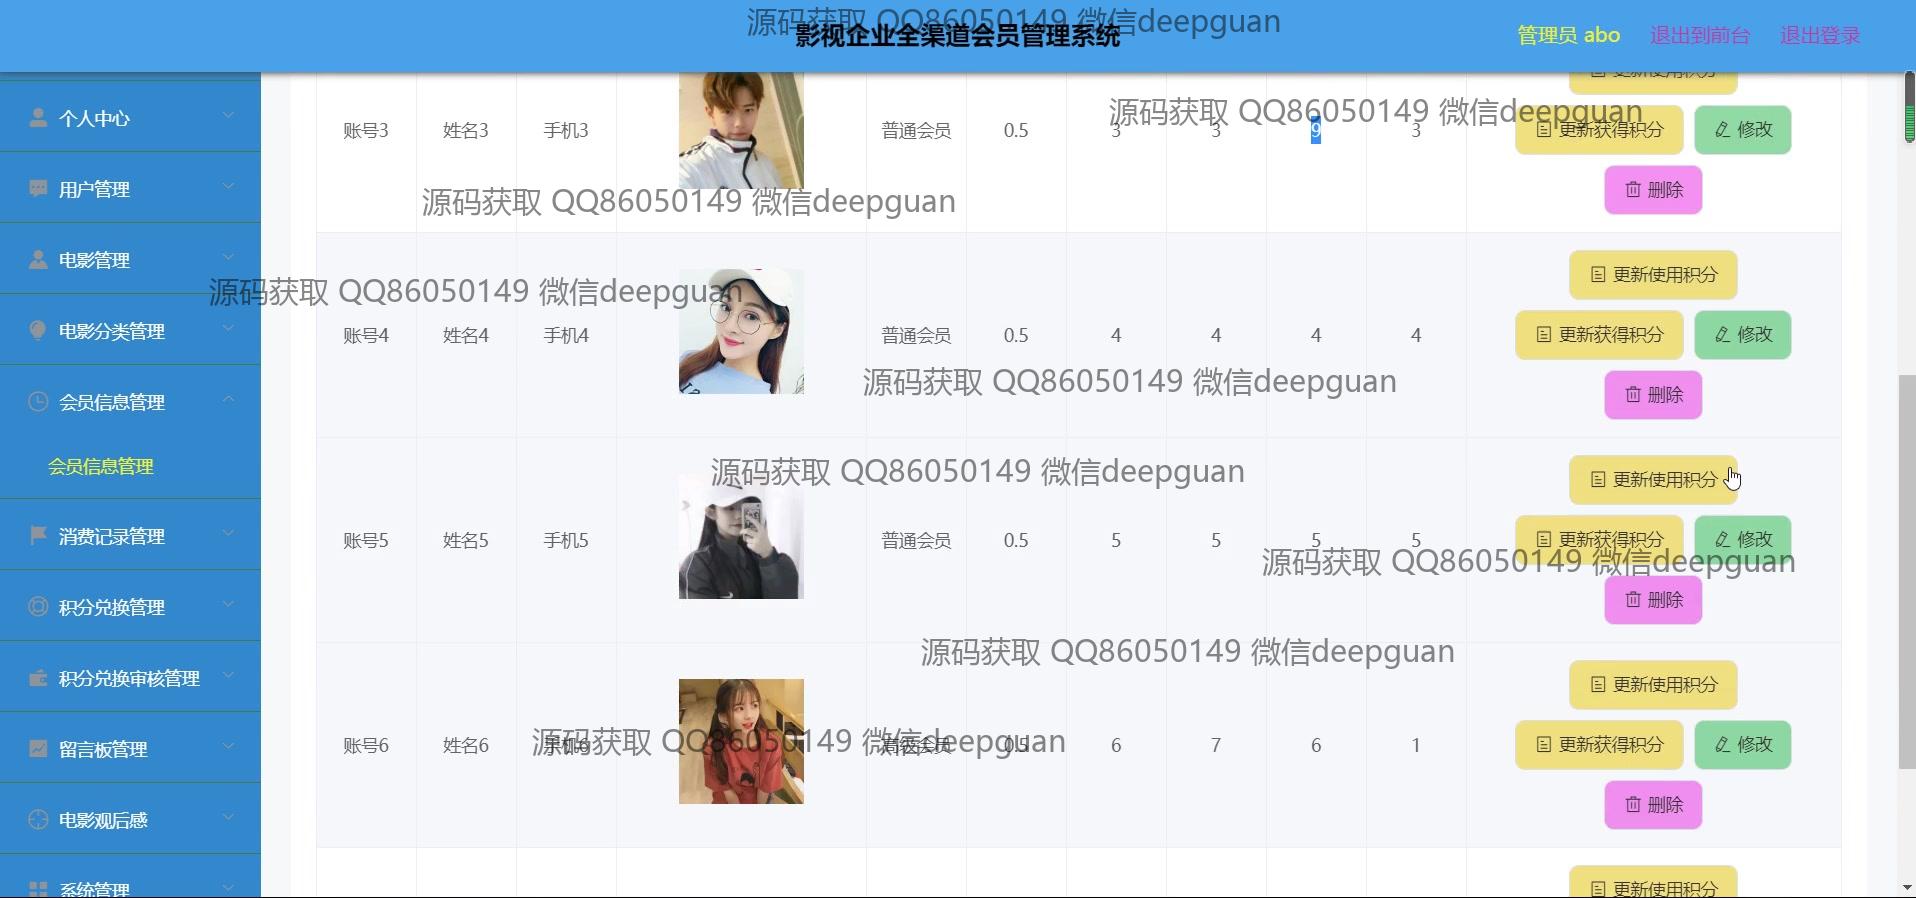 影视企业全渠道会员管理系统
管理员 abo
退出到前台
退出登录
源码获取 QQ86050149 微信deepguan
个人中心
用户管理
电影管理
电影分类管理
会员信息管理
会员信息管理
消费记录管理
积分兑换管理
积分兑换审核管理
留言板管理
电影观后感
系统管理
更新使用积分
源码获取 QQ86050149 微信deepguan
账号3 姓名3 手机3 普通会员 0.5 3 3 9 3 更新获得积分 修改
删除
源码获取 QQ86050149 微信deepguan
更新使用积分
源码获取 QQ86050149 微信deepguan
账号4 姓名4 手机4 普通会员 0.5 4 4 4 4 更新获得积分 修改
源码获取 QQ86050149 微信deepguan
删除
源码获取 QQ86050149 微信deepguan
更新使用积分
账号5 姓名5 手机5 普通会员 0.5 5 5 5 5 更新获得积分 修改
源码获取 QQ86050149 微信deepguan
删除
源码获取 QQ86050149 微信deepguan
更新使用积分
账号6 姓名6 手机6 高级会员 0.5 6 7 6 1 更新获得积分 修改
源码获取 QQ86050149 微信deepguan
删除
更新使用积分